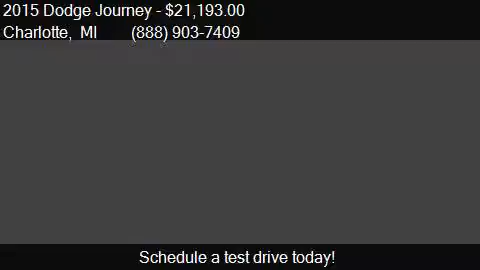 2015 Dodge Journey - $21,193.00
Charlotte,  MI        (888) 903-7409
Schedule a test drive today!